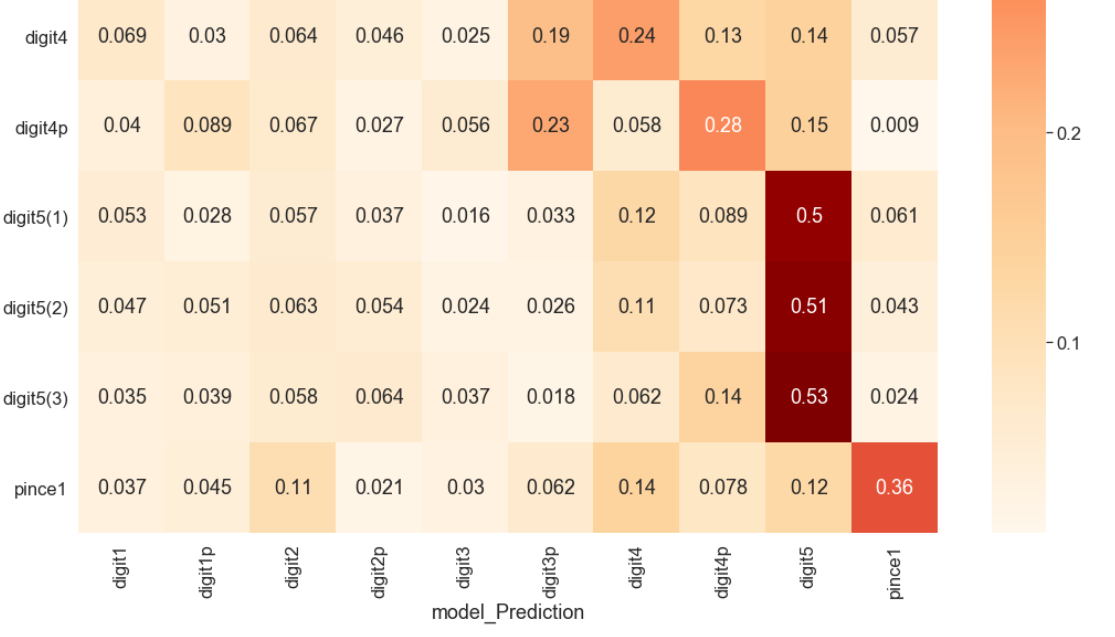 digit4 0.069 0.03 0.064 0.046 0.025 0.19 0.24 0.13 0.14 0.057
digit4p 0.04 0.089 0.067 0.027 0.056 0.23 0.058 0.28 0.15 0.009
0.2
digit5(1) 0.053 0.028 0.057 0.037 0.016 0.033 0.12 0.089 0.5 0.061
digit5(2) 0.047 0.051 0.063 0.054 0.024 0.026 0.11 0.073 0.51 0.043
0.1
digit5(3) 0.035 0.039 0.058 0.064 0.037 0.018 0.062 0.14 0.53 0.024
pince1 0.037 0.045 0.11 0.021 0.03 0.062 0.14 0.078 0.12 0.36
digit1 digit1p digit2 digit2p digit3 digit3p digit4 digit4p digit5 pince1
model_Prediction